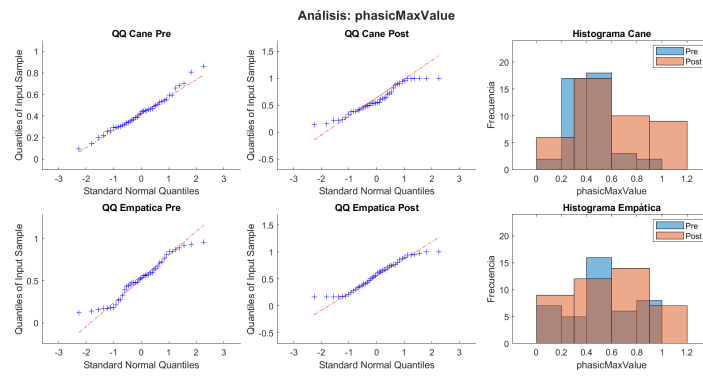 Análisis: phasicMaxValue
QQ Cane Pre
Quantiles of Input Sample
1
0.8
0.6
0.4
0.2
0
-3 -2 -1 0 1 2 3
Standard Normal Quantiles
QQ Cane Post
Quantiles of Input Sample
1.5
1
0.5
0
-0.5
-3 -2 -1 0 1 2 3
Standard Normal Quantiles
Histograma Cane
Pre
Post
Frecuencia
20
15
10
5
0
0 0.2 0.4 0.6 0.8 1 1.2
phasicMaxValue
QQ Empatica Pre
Quantiles of Input Sample
1
0.5
0
-3 -2 -1 0 1 2 3
Standard Normal Quantiles
QQ Empatica Post
Quantiles of Input Sample
1.5
1
0.5
0
-0.5
-3 -2 -1 0 1 2 3
Standard Normal Quantiles
Histograma Empática
Pre
Post
Frecuencia
20
15
10
5
0
0 0.2 0.4 0.6 0.8 1 1.2
phasicMaxValue